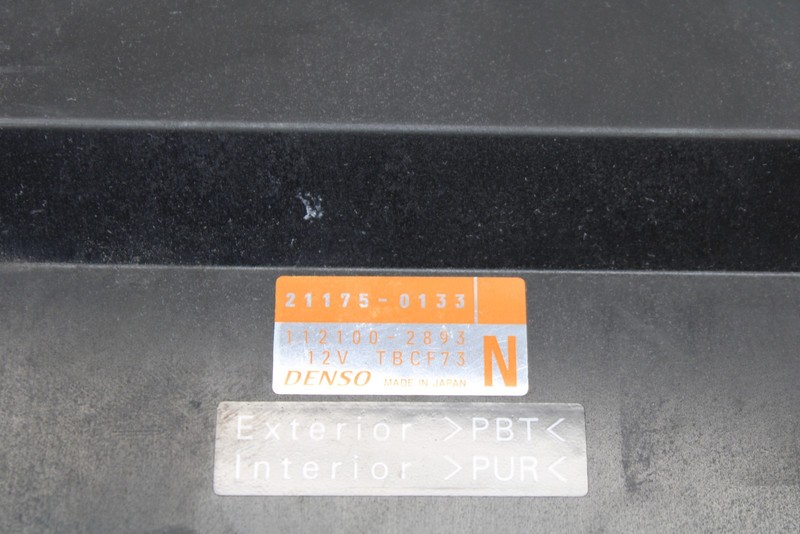 21175-0133
112100-2893
12V TBCF73 N
DENSO MADE IN JAPAN
Exterior >PBT<
Interior >PUR<